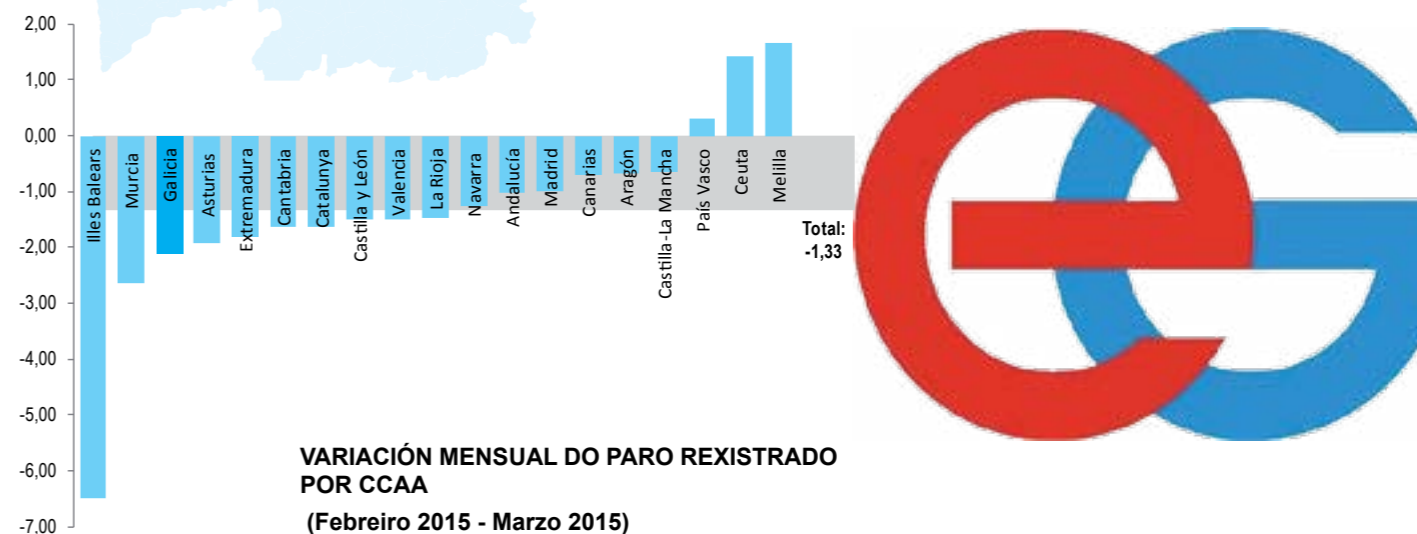 2,00
1,00
0,00
-1,00
-2,00
-3,00
-4,00
-5,00
-6,00
-7,00
Illes Balears
Murcia
Galicia
Asturias
Extremadura
Cantabria
Catalunya
Castilla y León
Valencia
La Rioja
Navarra
Andalucía
Madrid
Canarias
Aragón
Castilla-La Mancha
País Vasco
Ceuta
Melilla
Total:
-1,33
VARIACIÓN MENSUAL DO PARO REXISTRADO
POR CCAA
(Febreiro 2015 - Marzo 2015)
eG